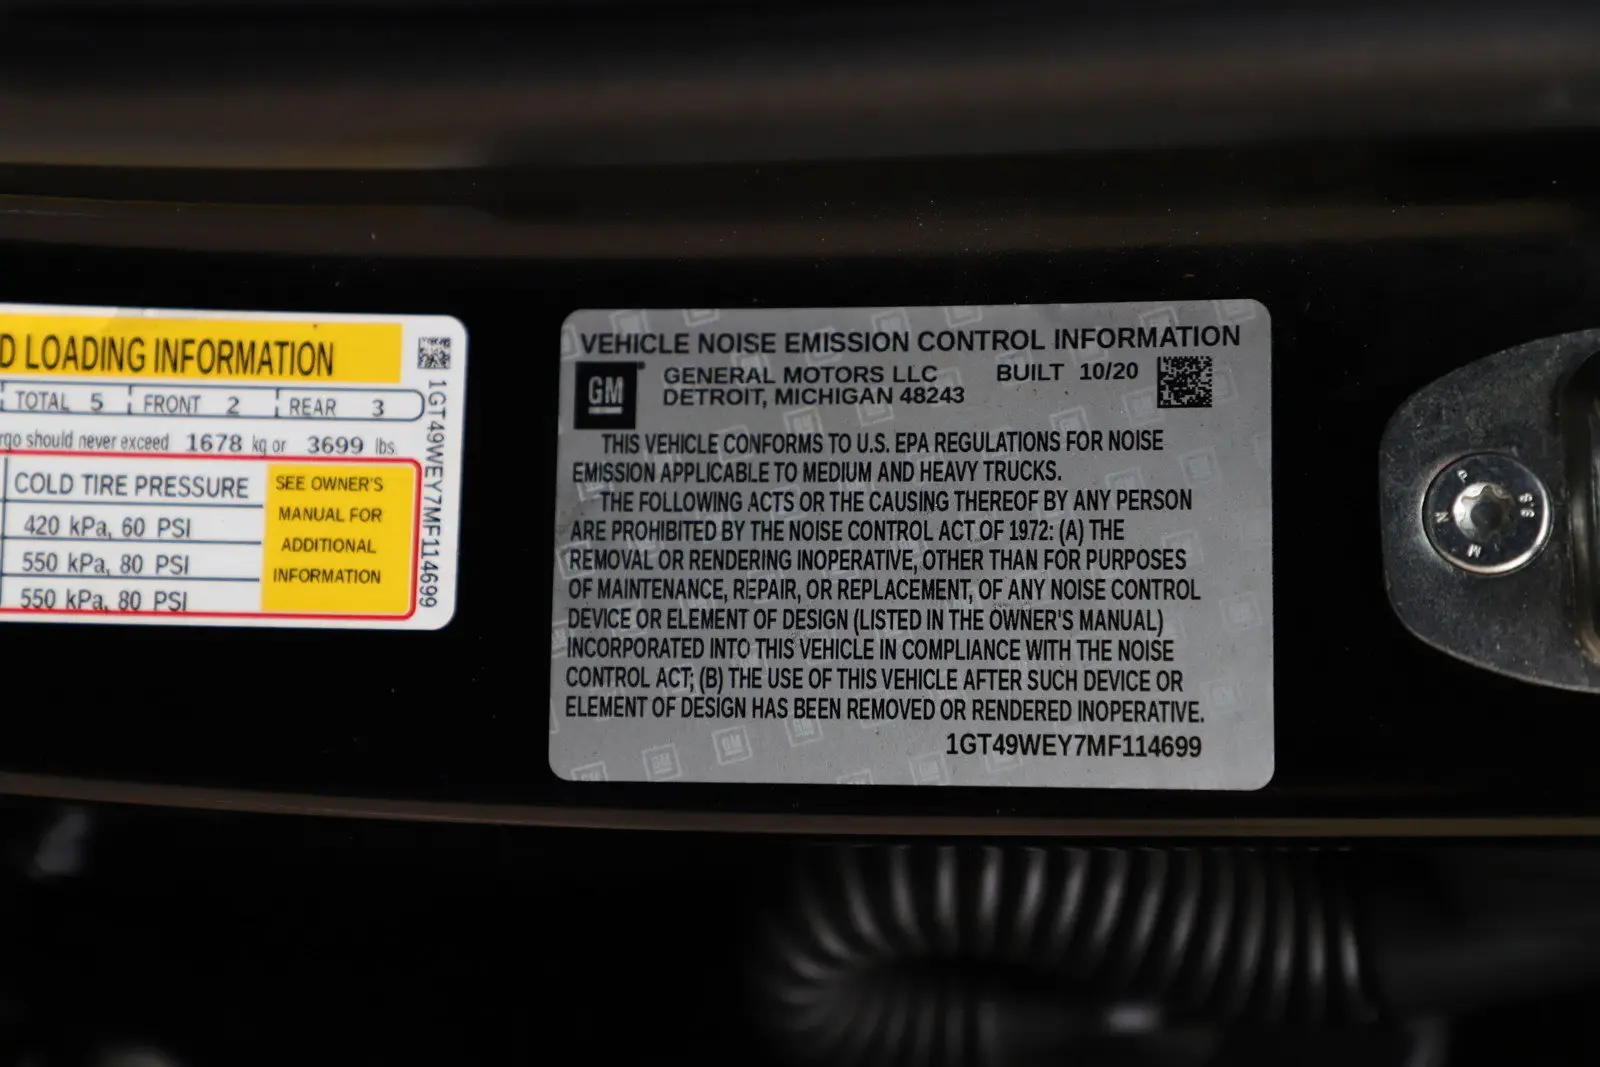 D LOADING INFORMATION
TOTAL 5 FRONT 2 REAR 3
rgo should never exceed 1678 kg or 3699 lbs.
COLD TIRE PRESSURE
420 kPa, 60 PSI
550 kPa, 80 PSI
550 kPa, 80 PSI
SEE OWNER'S
MANUAL FOR
ADDITIONAL
INFORMATION
1GT49WEY7MF114699
VEHICLE NOISE EMISSION CONTROL INFORMATION
GM
GENERAL MOTORS LLC BUILT 10/20
DETROIT, MICHIGAN 48243
THIS VEHICLE CONFORMS TO U.S. EPA REGULATIONS FOR NOISE
EMISSION APPLICABLE TO MEDIUM AND HEAVY TRUCKS.
THE FOLLOWING ACTS OR THE CAUSING THEREOF BY ANY PERSON
ARE PROHIBITED BY THE NOISE CONTROL ACT OF 1972: (A) THE
REMOVAL OR RENDERING INOPERATIVE, OTHER THAN FOR PURPOSES
OF MAINTENANCE, REPAIR, OR REPLACEMENT, OF ANY NOISE CONTROL
DEVICE OR ELEMENT OF DESIGN (LISTED IN THE OWNER'S MANUAL)
INCORPORATED INTO THIS VEHICLE IN COMPLIANCE WITH THE NOISE
CONTROL ACT; (B) THE USE OF THIS VEHICLE AFTER SUCH DEVICE OR
ELEMENT OF DESIGN HAS BEEN REMOVED OR RENDERED INOPERATIVE.
1GT49WEY7MF114699